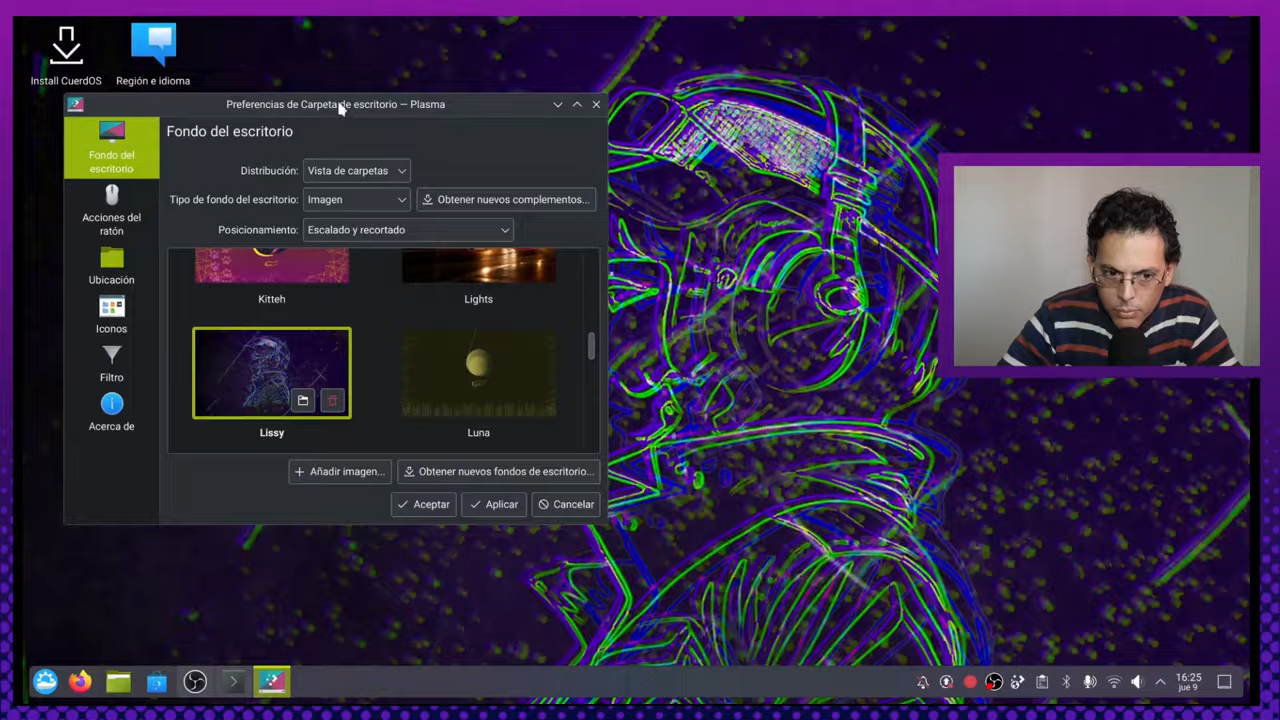 Install CuerdOS
Región e idioma
Preferencias de Carpeta de escritorio — Plasma
Fondo del
escritorio
Acciones del
ratón
Ubicación
Iconos
Filtro
Acerca de
Fondo del escritorio
Distribución:
Vista de carpetas
Tipo de fondo del escritorio:
Imagen
Obtener nuevos complementos...
Posicionamiento:
Escalado y recortado
Kitteh
Lights
Lissy
Luna
Añadir imagen...
Obtener nuevos fondos de escritorio...
Aceptar
Aplicar
Cancelar
16:25
jue 9